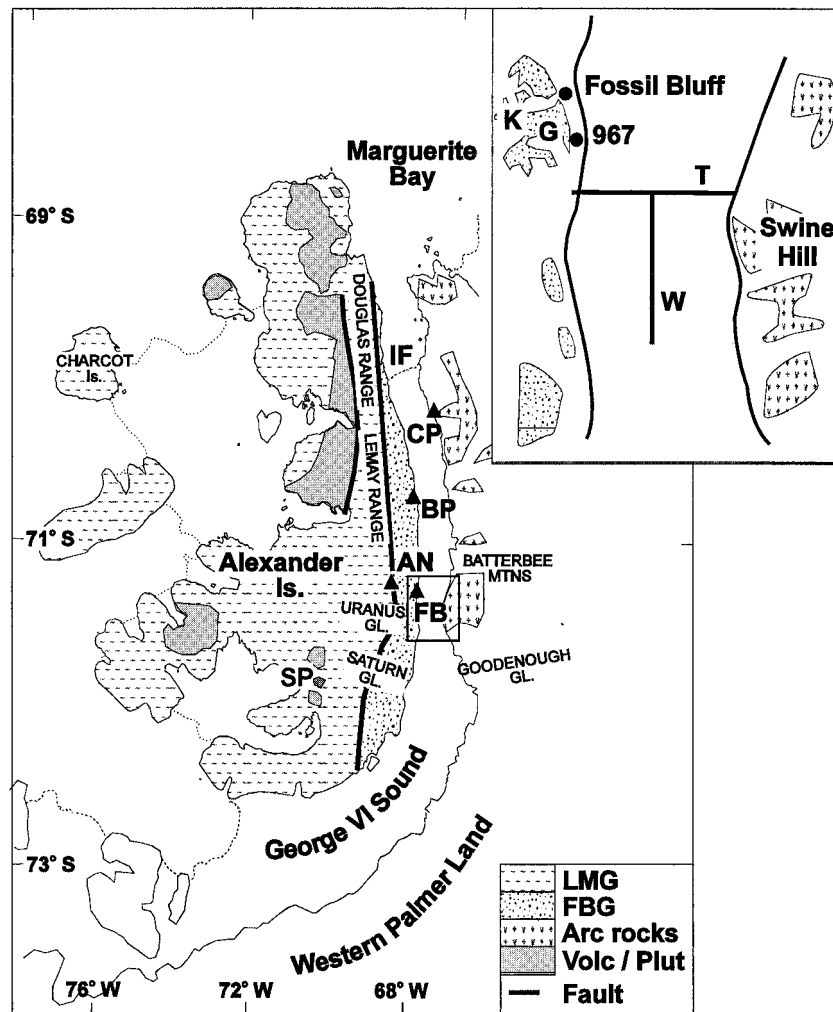 Fossil Bluff
K
G
967
T
Swine
Hill
W
Marguerite
Bay
69° S
DOUGLAS RANGE
IF
CHARCOT
Is.
CP
LEMAY RANGE
BP
71° S
Alexander
Is.
AN
BATTERBEE
MTNS
URANUS
GL.
FB
SATURN
GL.
GOODENOUGH
GL.
SP
George VI Sound
73° S
Western Palmer Land
LMG
FBG
Arc rocks
Volc / Plut
Fault
76° W
72° W
68° W